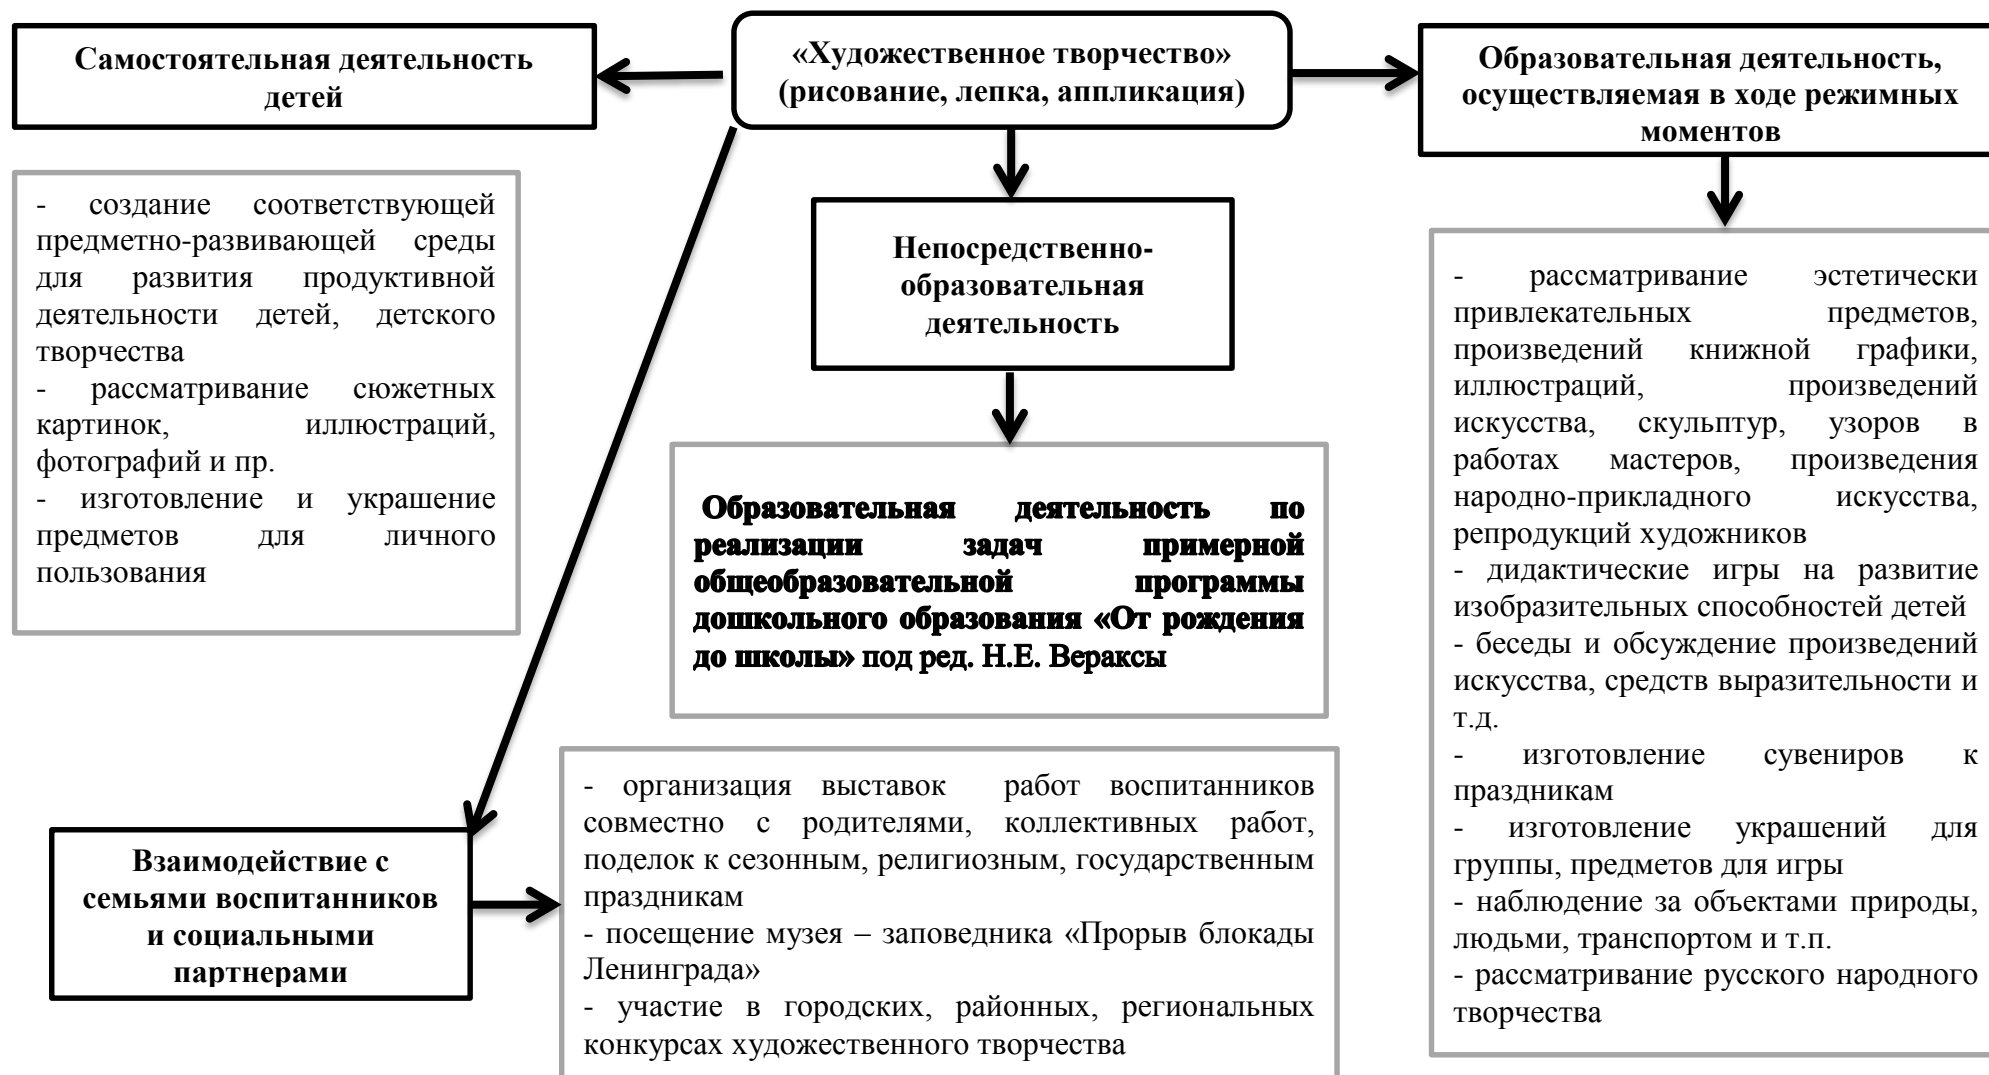 Самостоятельная деятельность
детей
«Художественное творчество»
(рисование, лепка, аппликация)
Образовательная деятельность,
осуществляемая в ходе режимных
моментов
- создание соответствующей
предметно-развивающей среды
для развития продуктивной
деятельности детей, детского
творчества
- рассматривание сюжетных
картинок, иллюстраций,
фотографий и пр.
- изготовление и украшение
предметов для личного
пользования
Непосредственно-
образовательная
деятельность
Образовательная деятельность по
реализации задач примерной
общеобразовательной программы
дошкольного образования «От рождения
до школы» под ред. Н.Е. Вераксы
- рассматривание эстетически
привлекательных предметов,
произведений книжной графики,
иллюстраций, произведений
искусства, скульптур, узоров в
работах мастеров, произведения
народно-прикладного искусства,
репродукций художников
- дидактические игры на развитие
изобразительных способностей детей
- беседы и обсуждение произведений
искусства, средств выразительности и
т.д.
- изготовление сувениров к
праздникам
- изготовление украшений для
группы, предметов для игры
- наблюдение за объектами природы,
людьми, транспортом и т.п.
- рассматривание русского народного
творчества
Взаимодействие с
семьями воспитанников
и социальными
партнерами
- организация выставок работ воспитанников
совместно с родителями, коллективных работ,
поделок к сезонным, религиозным, государственным
праздникам
- посещение музея – заповедника «Прорыв блокады
Ленинграда»
- участие в городских, районных, региональных
конкурсах художественного творчества